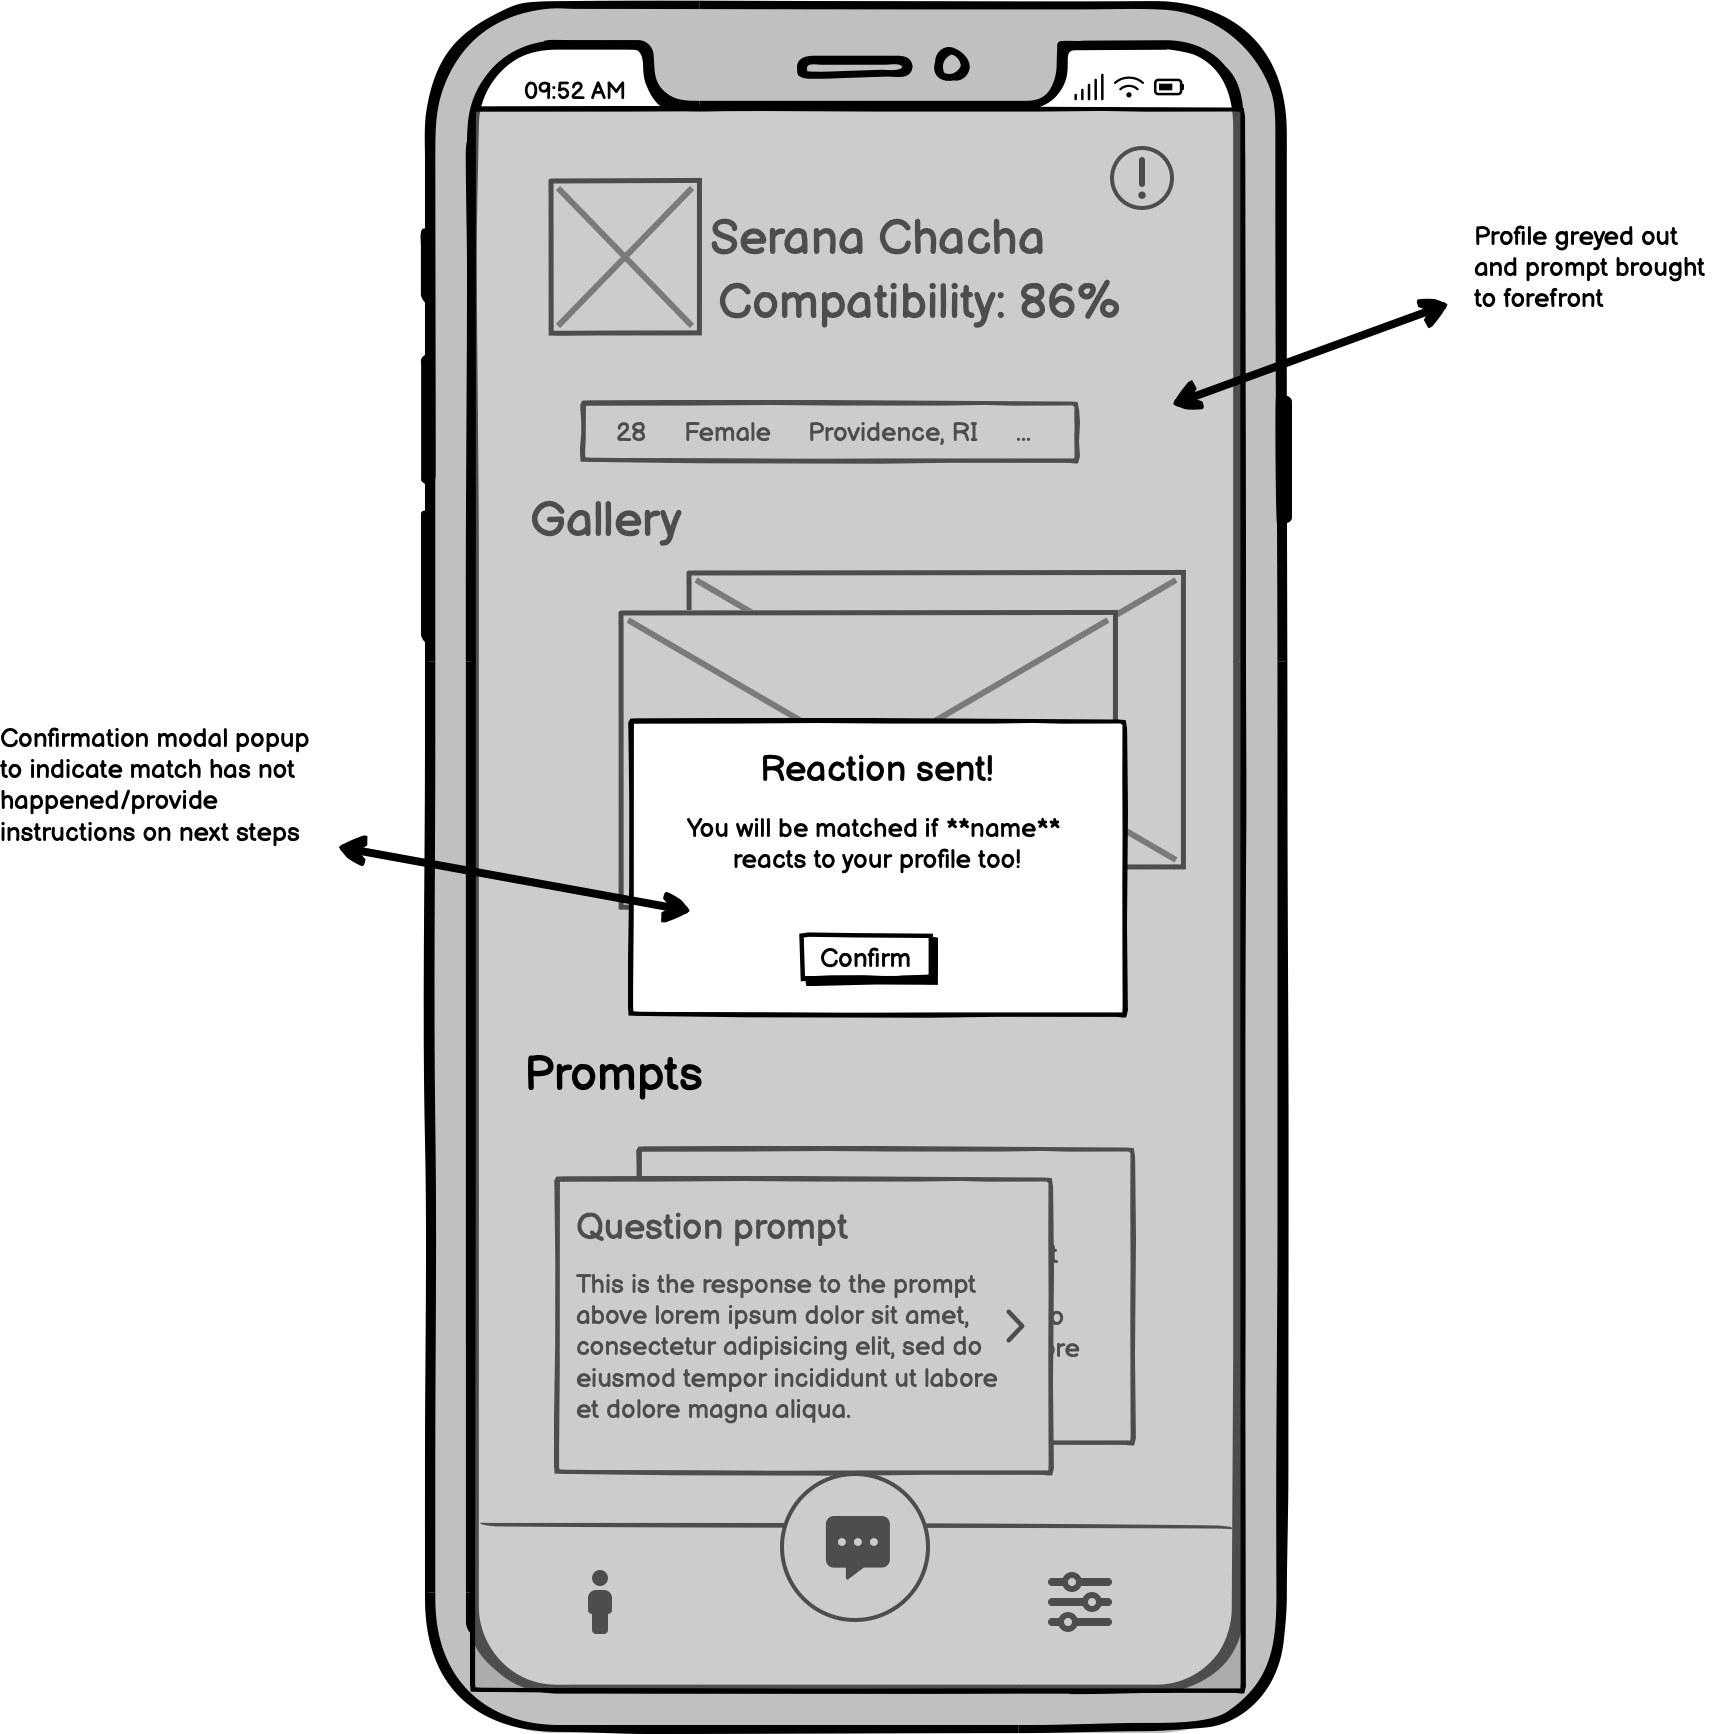 09:52 AM
Serana Chacha
Compatibility: 86%
Profile greyed out
and prompt brought
to forefront
28 Female Providence, RI ...
Gallery
Confirmation modal popup
to indicate match has not
happened/provide
instructions on next steps
Reaction sent!
You will be matched if **name**
reacts to your profile too!
Confirm
Prompts
Question prompt
This is the response to the prompt
above lorem ipsum dolor sit amet,
consectetur adipisicing elit, sed do
eiusmod tempor incididunt ut labore
et dolore magna aliqua.